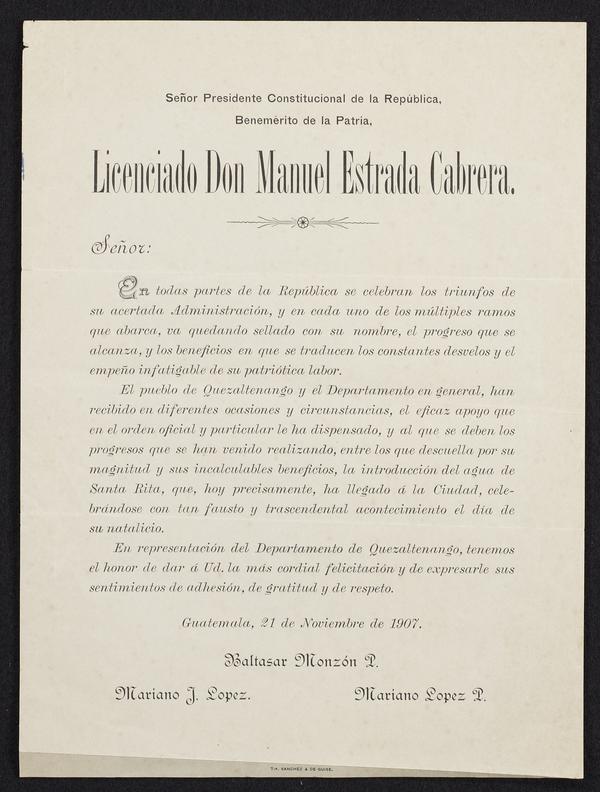 Señor Presidente Constitucional de la República,
Benemérito de la Patria,
Licenciado Don Manuel Estrada Cabrera.
Señor:
En todas partes de la República se celebran los triunfos de
su acertada Administración, y en cada uno de los múltiples ramos
que abarca, va quedando sellado con su nombre, el progreso que se
alcanza, y los beneficios en que se traducen los constantes desvelos y el
empeño infatigable de su patriótica labor.
El pueblo de Quezaltenango y el Departamento en general, han
recibido en diferentes ocasiones y circunstancias, el eficaz apoyo que
en el orden oficial y particular le ha dispensado, y al que se deben los
progresos que se han venido realizando, entre los que descuella por su
magnitud y sus incalculables beneficios, la introducción del agua de
Santa Rita, que, hoy precisamente, ha llegado á la Ciudad, cele-
brándose con tan fausto y trascendental acontecimiento el día de
su natalicio.
En representación del Departamento de Quezaltenango, tenemos
el honor de dar á Ud. la más cordial felicitación y de expresarle sus
sentimientos de adhesión, de gratitud y de respeto.
Guatemala, 21 de Noviembre de 1907.
Baltasar Monzón P.
Mariano J. Lopez. Mariano Lopez P.
TIP. SANCHEZ & DE GUISE.